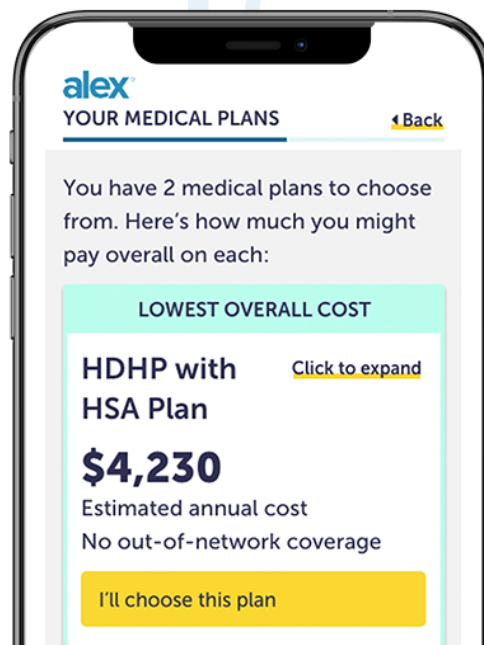 alex®
YOUR MEDICAL PLANS
Back
You have 2 medical plans to choose
from. Here's how much you might
pay overall on each:
LOWEST OVERALL COST
HDHP with
HSA Plan
Click to expand
$4,230
Estimated annual cost
No out-of-network coverage
I'll choose this plan